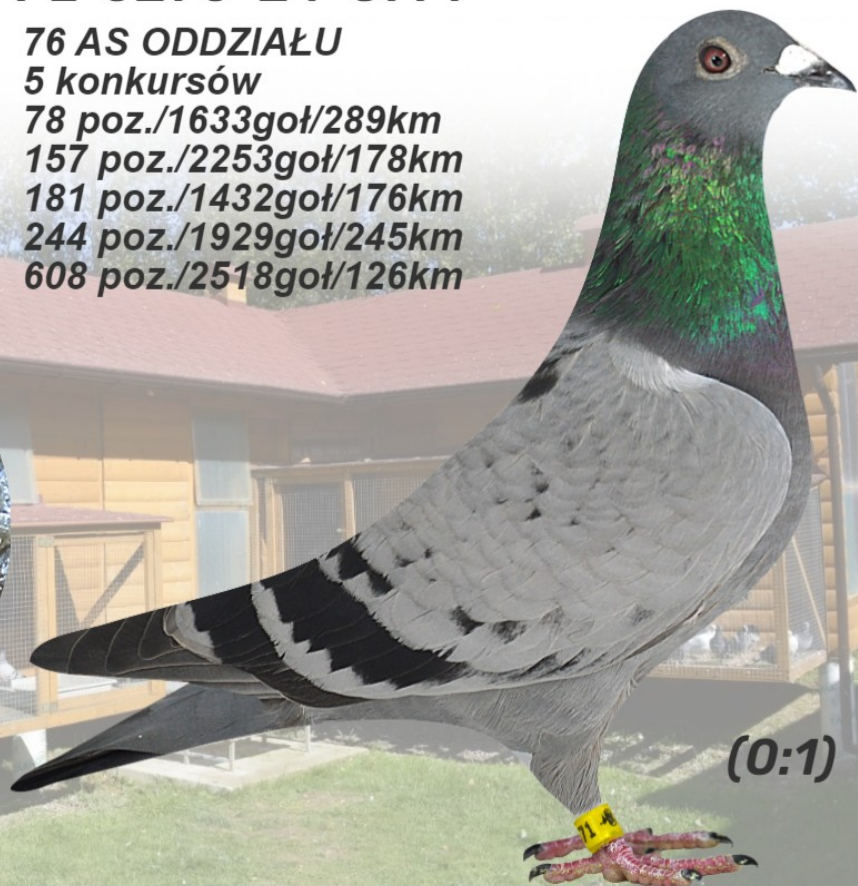 76 AS ODDZIAŁU
5 konkursów
78 poz./1633goł/289km
157 poz./2253goł/178km
181 poz./1432goł/176km
244 poz./1929goł/245km
608 poz./2518goł/126km
(0:1)
71